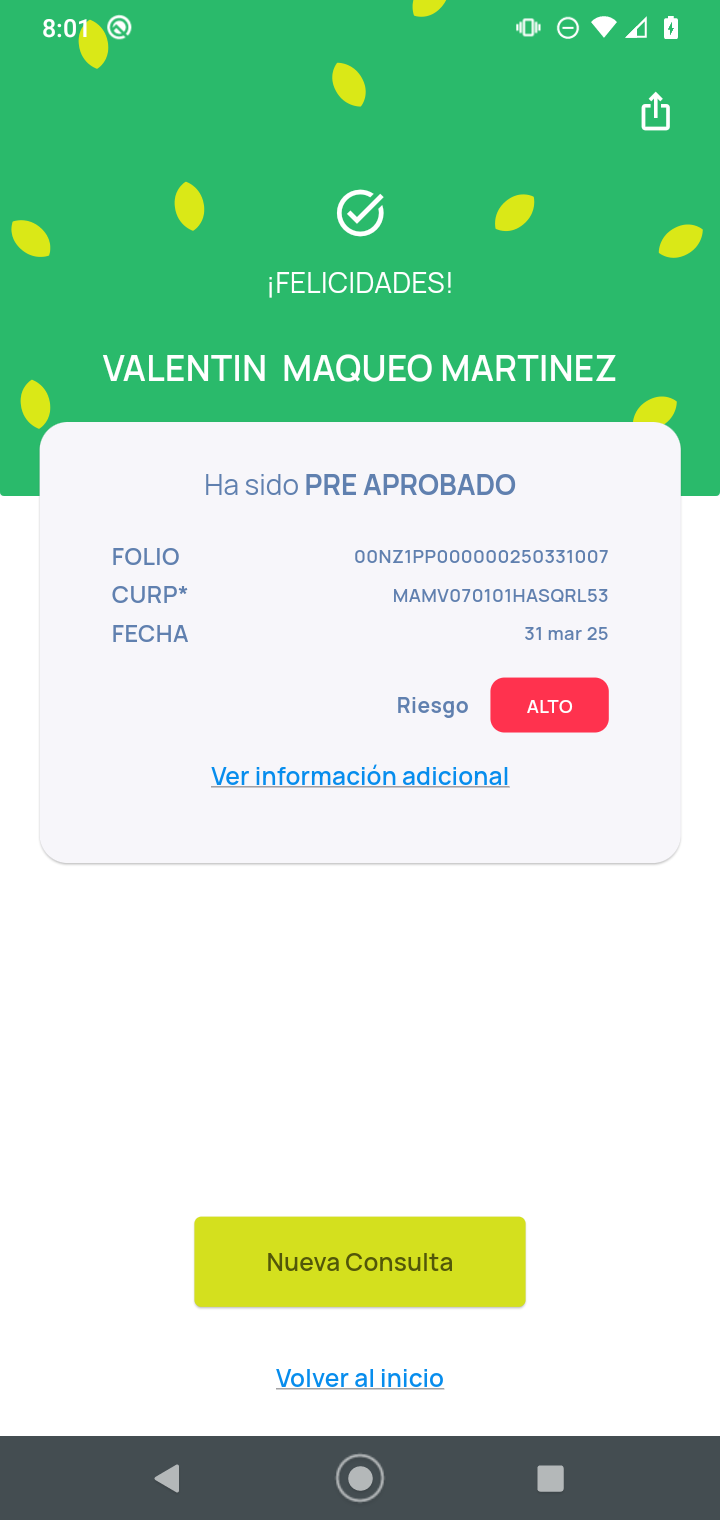 8:01
¡FELICIDADES!
VALENTIN  MAQUEO MARTINEZ
Ha sido PRE APROBADO
FOLIO 00NZ1PP000000250331007
CURP* MAMV070101HASQRL53
FECHA 31 mar 25
Riesgo ALTO
Ver información adicional
Nueva Consulta
Volver al inicio